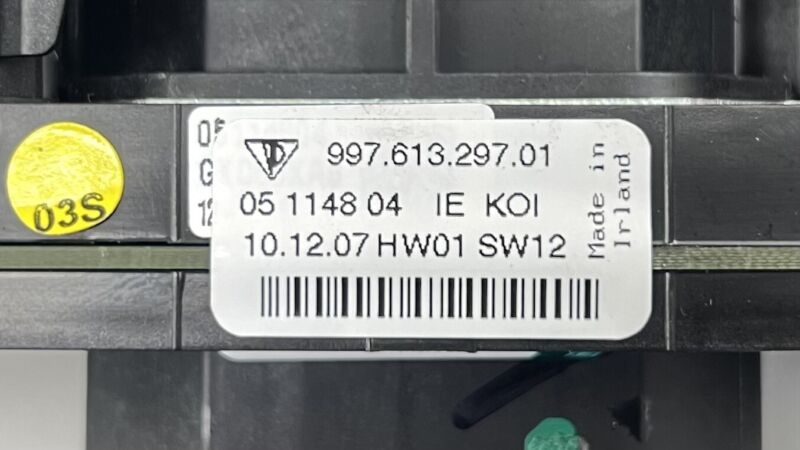 997.613.297.01
05 1148 04 IE KOI
10.12.07 HW01 SW12
Made in
Irland
03S